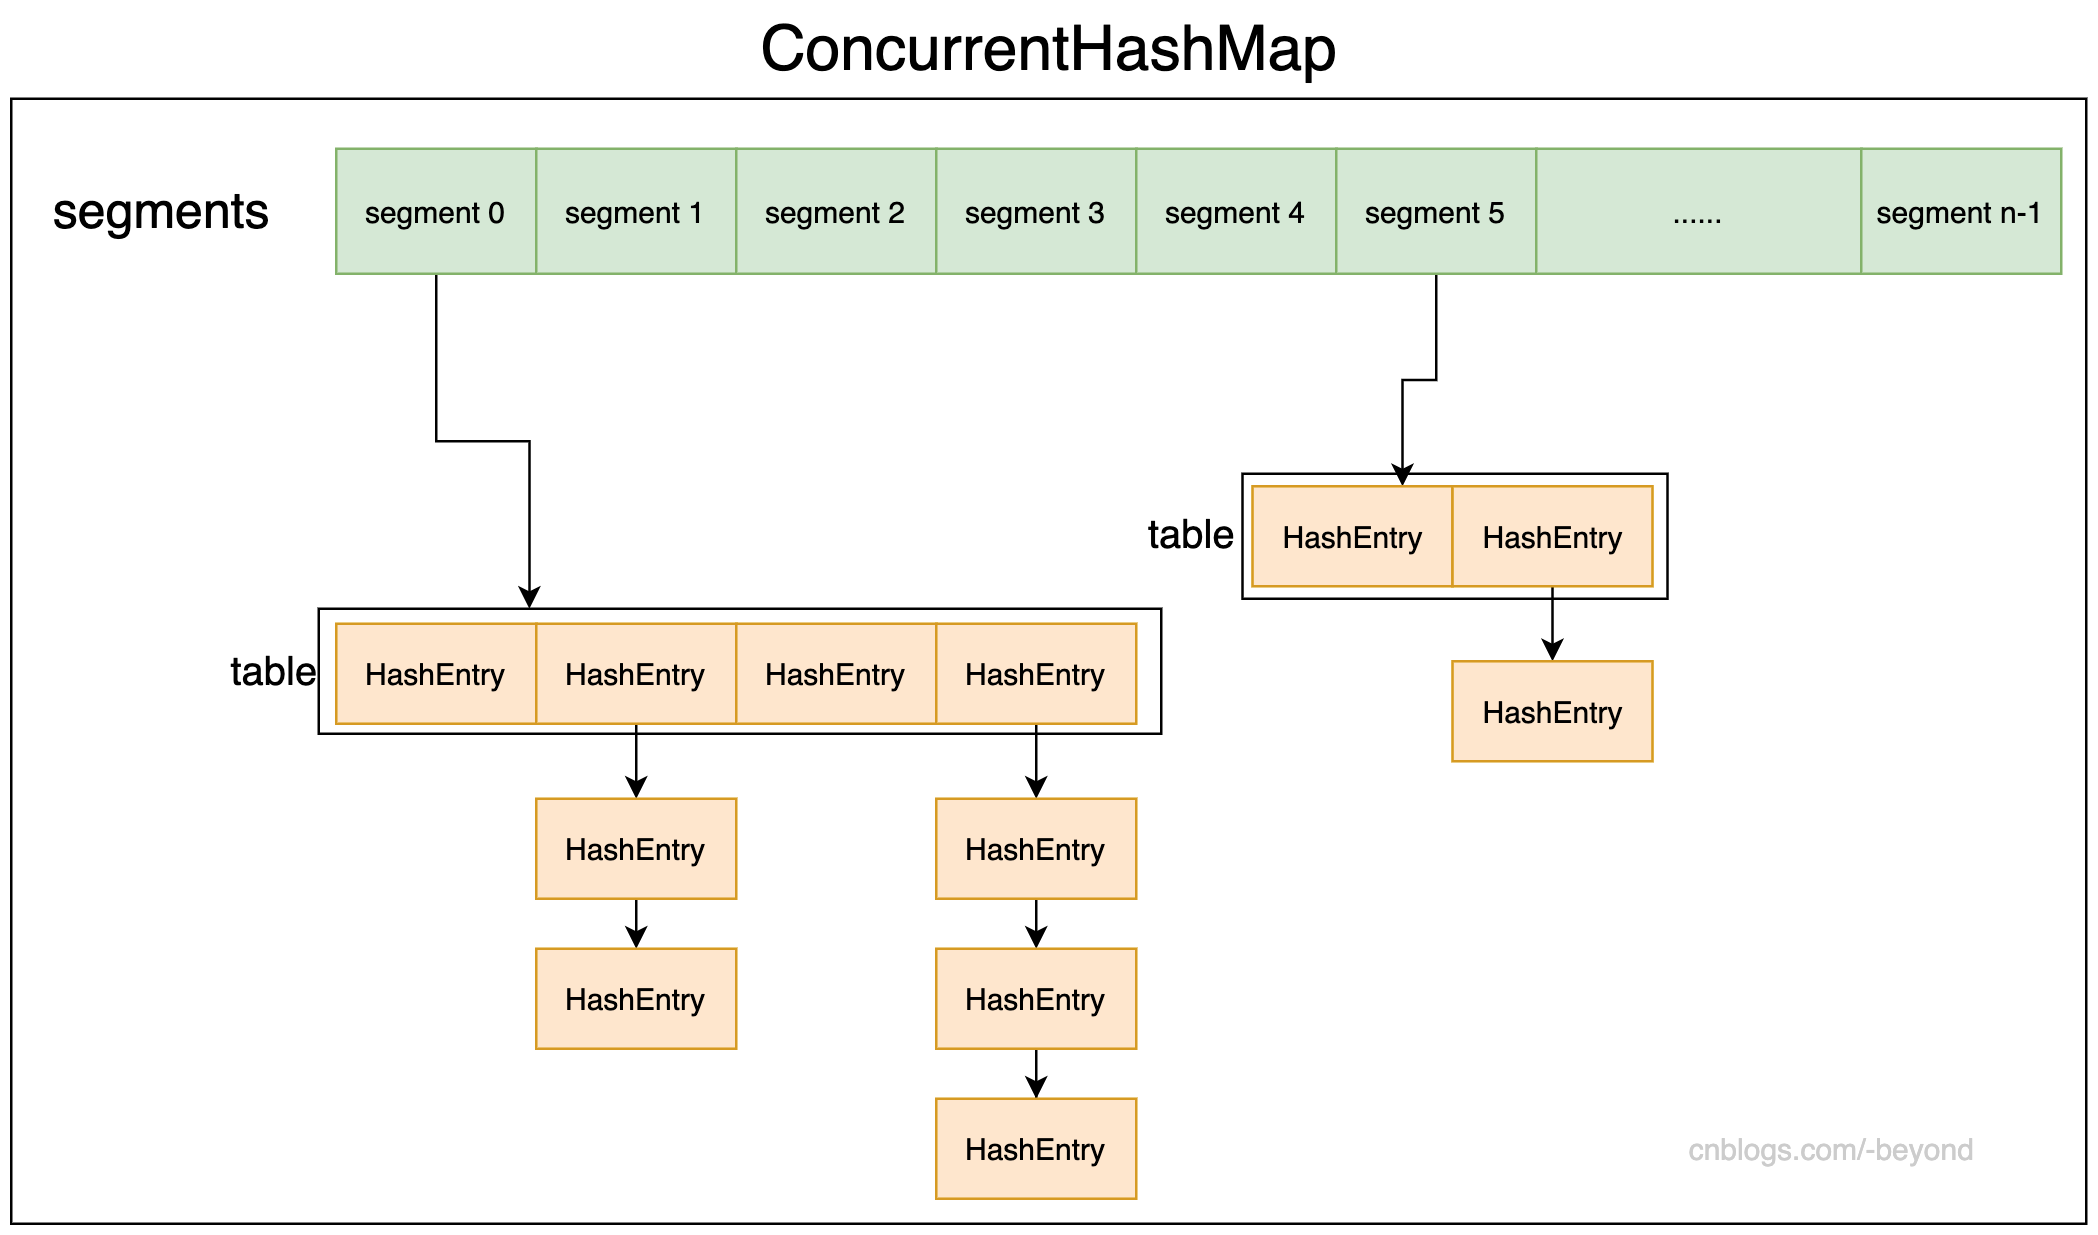 ConcurrentHashMap
segments
segment 0 segment 1 segment 2 segment 3 segment 4 segment 5 ...... segment n-1
table HashEntry HashEntry
HashEntry
table HashEntry HashEntry HashEntry HashEntry
HashEntry HashEntry
HashEntry HashEntry
HashEntry
cnblogs.com/-beyond